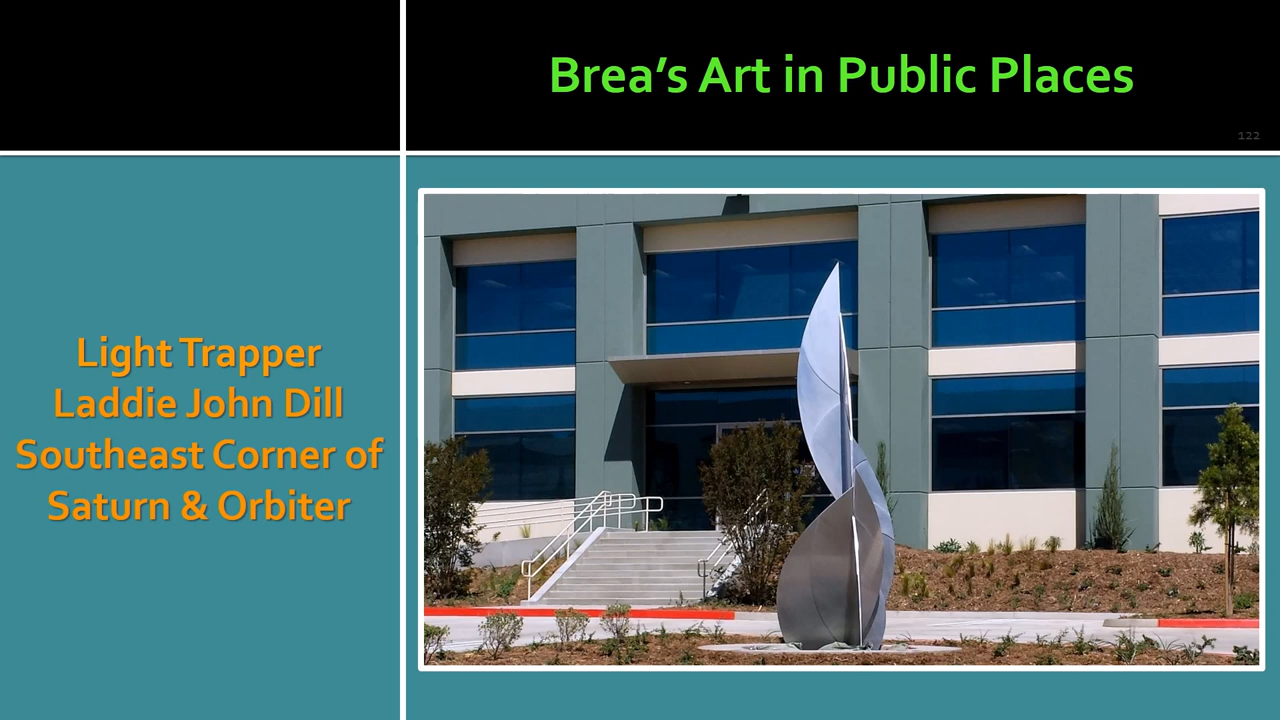 Brea’s Art in Public Places
122
Light Trapper
Laddie John Dill
Southeast Corner of
Saturn & Orbiter